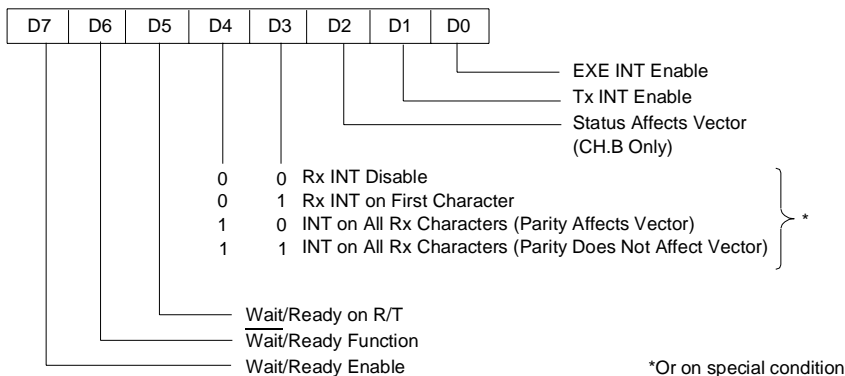 D7 D6 D5 D4 D3 D2 D1 D0
EXE INT Enable
Tx INT Enable
Status Affects Vector
(CH.B Only)
0 0 Rx INT Disable
0 1 Rx INT on First Character
1 0 INT on All Rx Characters (Parity Affects Vector)
1 1 INT on All Rx Characters (Parity Does Not Affect Vector)
*
Wait/Ready on R/T
Wait/Ready Function
Wait/Ready Enable
*Or on special condition